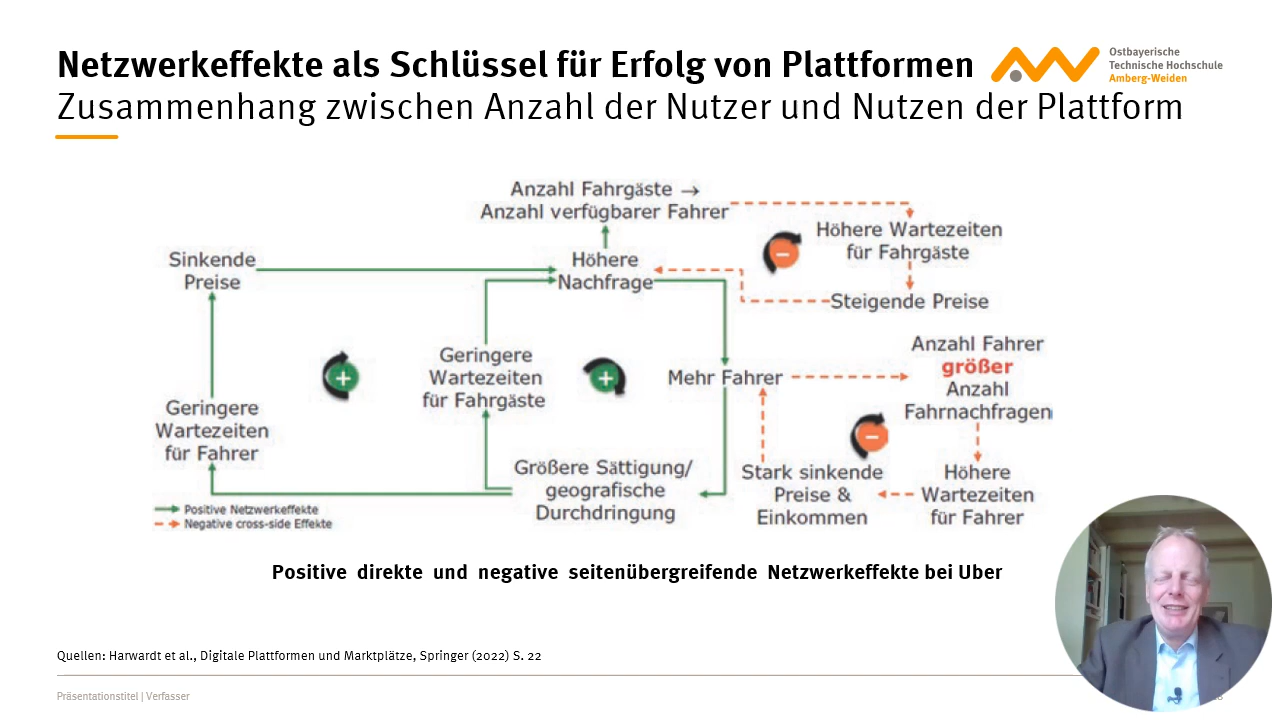 Netzwerkeffekte als Schlüssel für Erfolg von Plattformen
Zusammenhang zwischen Anzahl der Nutzer und Nutzen der Plattform
Ostbayerische
Technische Hochschule
Amberg-Weiden
Anzahl Fahrgäste →
Anzahl verfügbarer Fahrer
Höhere Wartezeiten
für Fahrgäste
Sinkende
Preise
Höhere
Nachfrage
Steigende Preise
Geringere
Wartezeiten
für Fahrgäste
Mehr Fahrer
Anzahl Fahrer
größer
Anzahl
Fahrnachfragen
Geringere
Wartezeiten
für Fahrer
Größere Sättigung/
geografische
Durchdringung
Stark sinkende
Preise &
Einkommen
Höhere
Wartezeiten
für Fahrer
Positive Netzwerkeffekte
Negative cross-side Effekte
Positive direkte und negative seitenübergreifende Netzwerkeffekte bei Uber
Quellen: Harwardt et al., Digitale Plattformen und Marktplätze, Springer (2022) S. 22
Präsentationstitel | Verfasser